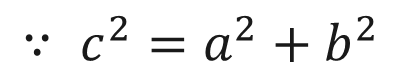 ∵ c² = a² + b²